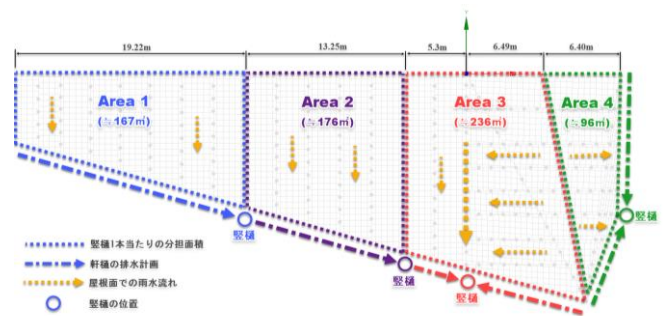 19.22m
13.25m
5.3m
6.49m
6.40m
Area 1
(≒167㎡)
Area 2
(≒176㎡)
Area 3
(≒236㎡)
Area 4
(≒96㎡)
竪樋
竪樋
竪樋
竪樋
竪樋1本当たりの分担面積
軒樋の排水計画
屋根面での雨水流れ
竪樋の位置